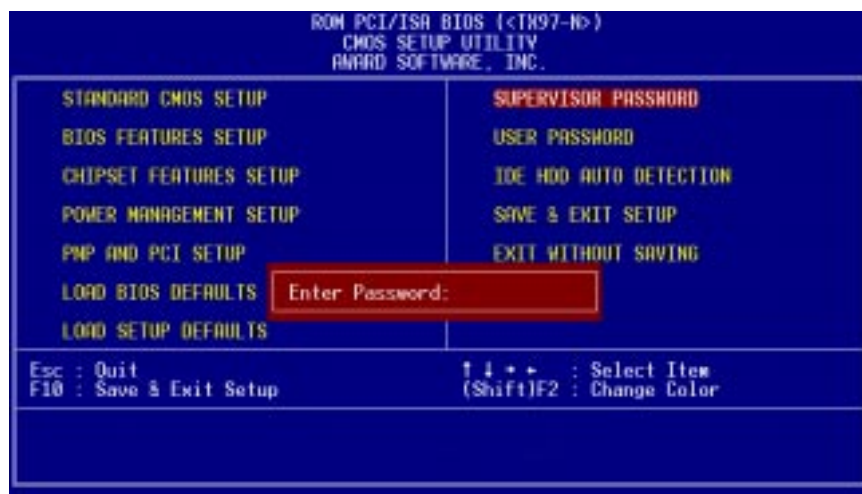 ROM PCI/ISA BIOS (<TX97-N>)
CMOS SETUP UTILITY
AWARD SOFTWARE, INC.
STANDARD CMOS SETUP
BIOS FEATURES SETUP
CHIPSET FEATURES SETUP
POWER MANAGEMENT SETUP
PNP AND PCI SETUP
LOAD BIOS DEFAULTS
LOAD SETUP DEFAULTS
SUPERVISOR PASSWORD
USER PASSWORD
IDE HDD AUTO DETECTION
SAVE & EXIT SETUP
EXIT WITHOUT SAVING
Enter Password:
Esc : Quit
F10 : Save & Exit Setup
↑ ↓ → ← : Select Item
(Shift)F2 : Change Color